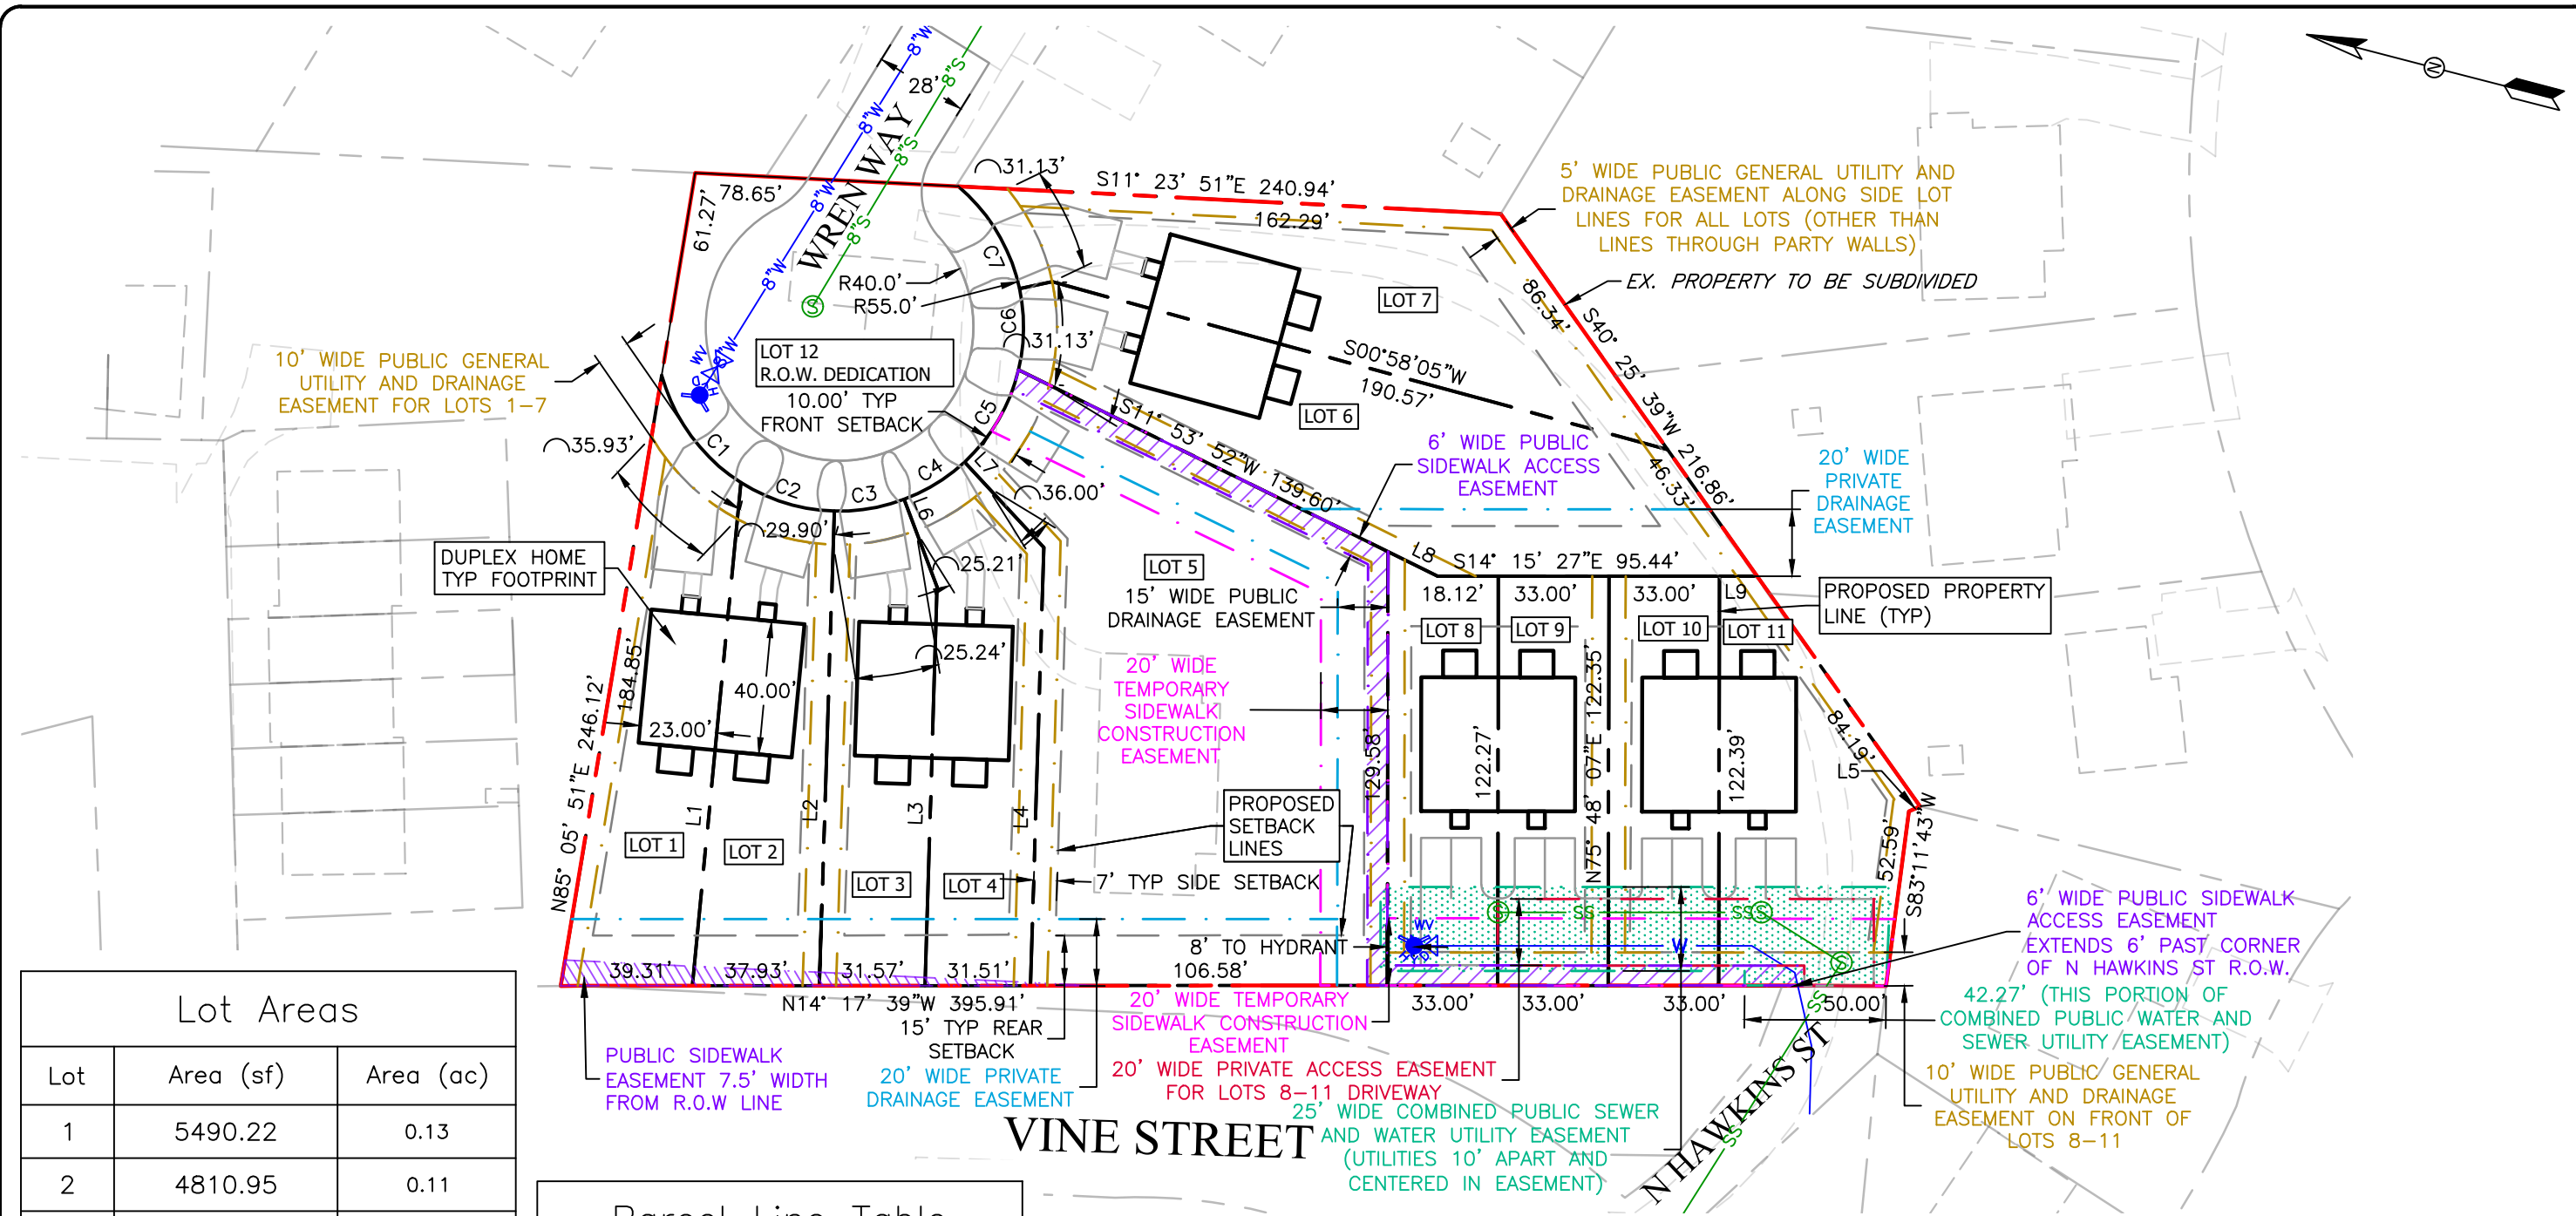 8"W
8"S
28'
WREN WAY
8"W
8"S
8"W
8"S
8"W
8"W
WV
H
S
N
31.13'
S11° 23' 51"E 240.94'
162.29'
78.65'
61.27'
5' WIDE PUBLIC GENERAL UTILITY AND
DRAINAGE EASEMENT ALONG SIDE LOT
LINES FOR ALL LOTS (OTHER THAN
LINES THROUGH PARTY WALLS)
EX. PROPERTY TO BE SUBDIVIDED
R40.0'
R55.0'
C7
C6
31.13'
LOT 7
86.34'
S40° 25' 39"W 216.86'
S00°58'05"W
190.57'
LOT 6
46.33'
LOT 12
R.O.W. DEDICATION
10.00' TYP
FRONT SETBACK
10' WIDE PUBLIC GENERAL
UTILITY AND DRAINAGE
EASEMENT FOR LOTS 1-7
35.93'
C1
C2
C3
C4
C5
L7
L6
36.00'
29.90'
25.21'
25.24'
S11° 53' 52"W 139.60'
6' WIDE PUBLIC
SIDEWALK ACCESS
EASEMENT
20' WIDE
PRIVATE
DRAINAGE
EASEMENT
DUPLEX HOME
TYP FOOTPRINT
LOT 5
15' WIDE PUBLIC
DRAINAGE EASEMENT
L8
S14° 15' 27"E 95.44'
18.12'
33.00'
33.00'
L9
PROPOSED PROPERTY
LINE (TYP)
LOT 8
LOT 9
LOT 10
LOT 11
20' WIDE
TEMPORARY
SIDEWALK
CONSTRUCTION
EASEMENT
184.85'
N85° 05' 51"E 246.12'
40.00'
23.00'
129.58'
122.27'
N75° 48' 07"E 122.35'
122.39'
84.19'
L5
52.59'
S83°11'43"W
L1
L2
L3
L4
LOT 1
LOT 2
LOT 3
LOT 4
PROPOSED
SETBACK
LINES
7' TYP SIDE SETBACK
8' TO HYDRANT
WV
H
W
S
SS
SS
S
S
6' WIDE PUBLIC SIDEWALK
ACCESS EASEMENT
EXTENDS 6' PAST CORNER
OF N HAWKINS ST R.O.W.
39.31'
37.93'
31.57'
31.51'
106.58'
N14° 17' 39"W 395.91'
33.00'
33.00'
33.00'
50.00'
15' TYP REAR
SETBACK
20' WIDE TEMPORARY
SIDEWALK CONSTRUCTION
EASEMENT
42.27' (THIS PORTION OF
COMBINED PUBLIC WATER AND
SEWER UTILITY EASEMENT)
PUBLIC SIDEWALK
EASEMENT 7.5' WIDTH
FROM R.O.W LINE
20' WIDE PRIVATE
DRAINAGE EASEMENT
20' WIDE PRIVATE ACCESS EASEMENT
FOR LOTS 8-11 DRIVEWAY
25' WIDE COMBINED PUBLIC SEWER
AND WATER UTILITY EASEMENT
(UTILITIES 10' APART AND
CENTERED IN EASEMENT)
10' WIDE PUBLIC GENERAL
UTILITY AND DRAINAGE
EASEMENT ON FRONT OF
LOTS 8-11
VINE STREET
SS
N HAWKINS ST
SS
Lot Areas
Lot Area (sf) Area (ac)
1 5490.22 0.13
2 4810.95 0.11
Parcel Line Table